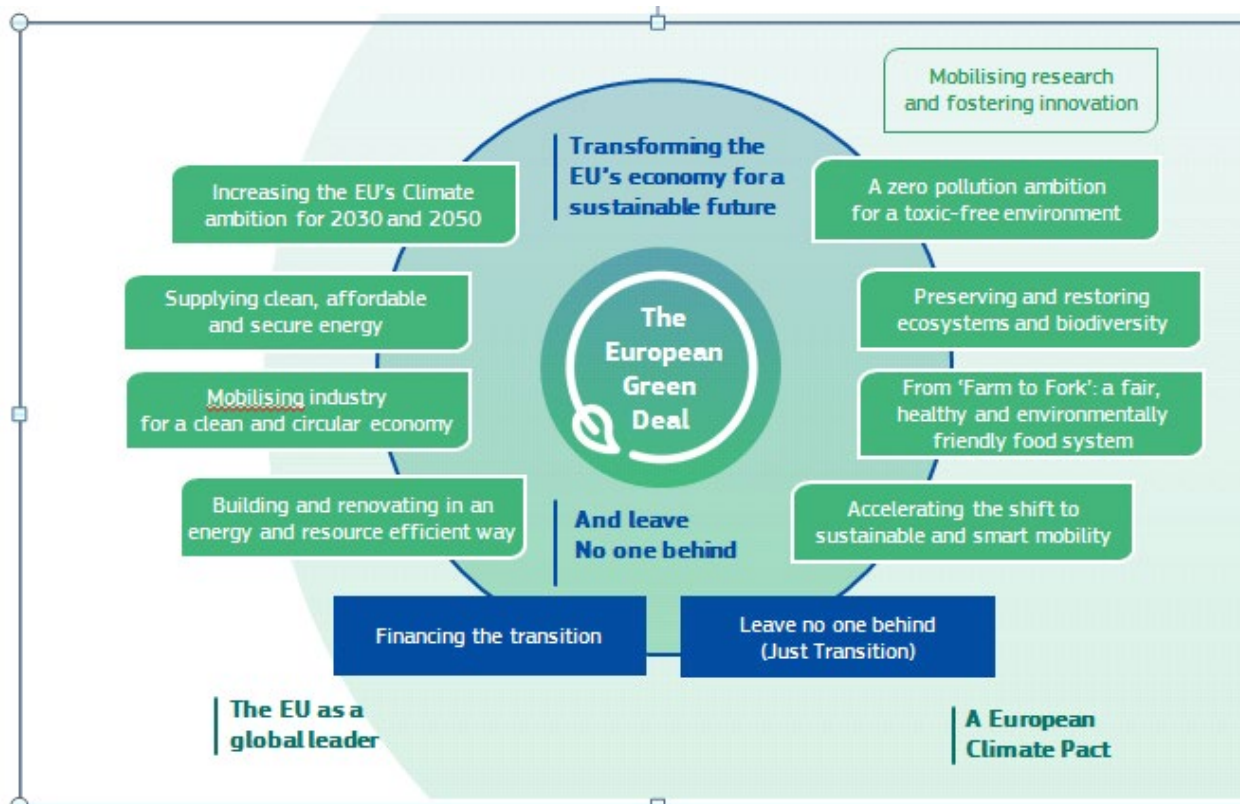 Mobilising research
and fostering innovation
Transforming the
EU's economy for a
sustainable future
Increasing the EU's Climate
ambition for 2030 and 2050
A zero pollution ambition
for a toxic-free environment
Supplying clean, affordable
and secure energy
Preserving and restoring
ecosystems and biodiversity
The
European
Green
Deal
Mobilising industry
for a clean and circular economy
From ‘Farm to Fork’: a fair,
healthy and environmentally
friendly food system
Building and renovating in an
energy and resource efficient way
And leave
No one behind
Accelerating the shift to
sustainable and smart mobility
Financing the transition
Leave no one behind
(Just Transition)
The EU as a
global leader
A European
Climate Pact